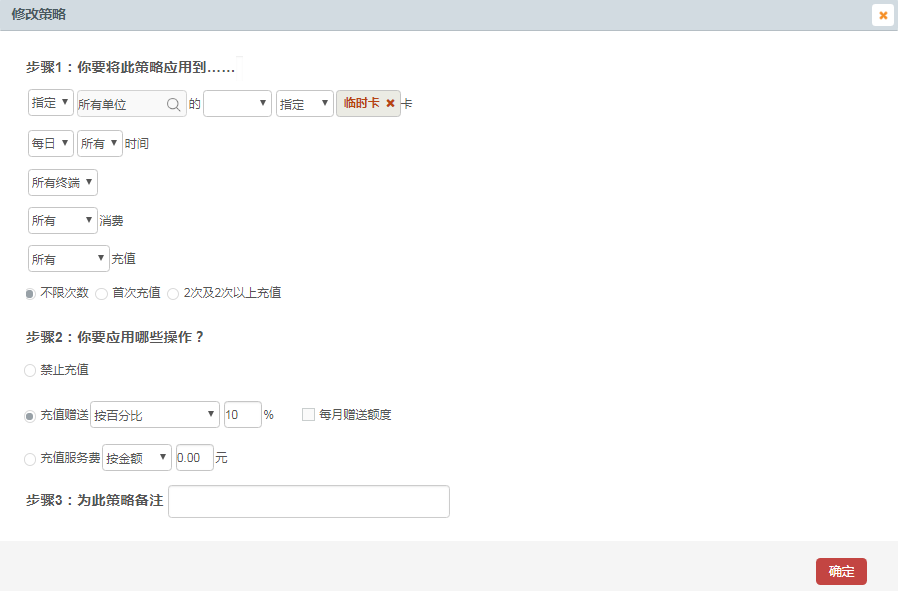 修改策略
步骤1：你要将此策略应用到……
指定 所有单位 的 指定 临时卡 卡
每日 所有 时间
所有终端
所有 消费
所有 充值
不限次数 首次充值 2次及2次以上充值
步骤2：你要应用哪些操作？
禁止充值
充值赠送 按百分比 10 % 每月赠送额度
充值服务费 按金额 0.00 元
步骤3：为此策略备注
确定